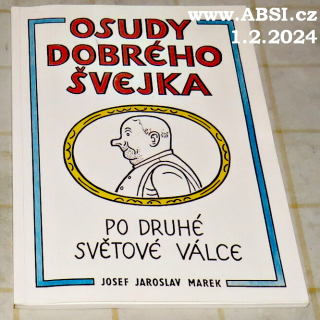 www.ABSI.cz
1.2.2024
OSUDY
DOBRÉHO
ŠVEJKA
PO DRUHÉ
SVĚTOVÉ VÁLCE
JOSEF JAROSLAV MAREK